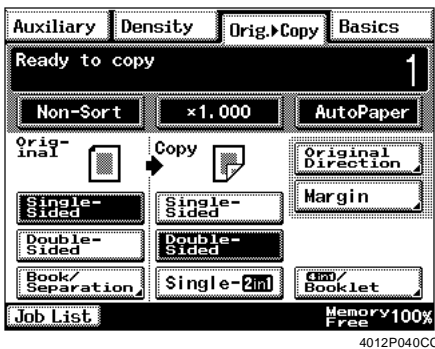 Auxiliary Density Orig.▸Copy Basics
Ready to copy 1
Non-Sort ×1.000 AutoPaper
Orig-
inal Copy
Original
Direction
Single-
Sided
Single-
Sided
Margin
Double-
Sided
Double-
Sided
Book/
Separation
Single-2in1
4in1/
Booklet
Job List
Memory
Free 100%
4012P040CC